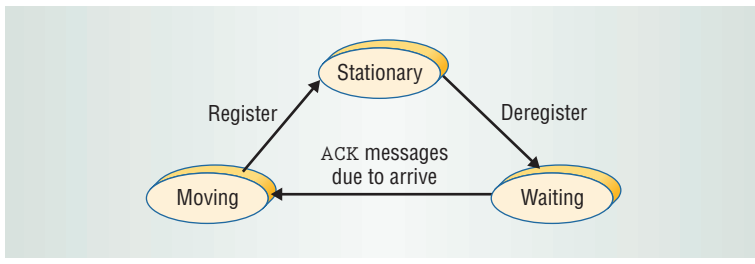 Stationary
Register
Deregister
ACK messages
due to arrive
Moving
Waiting